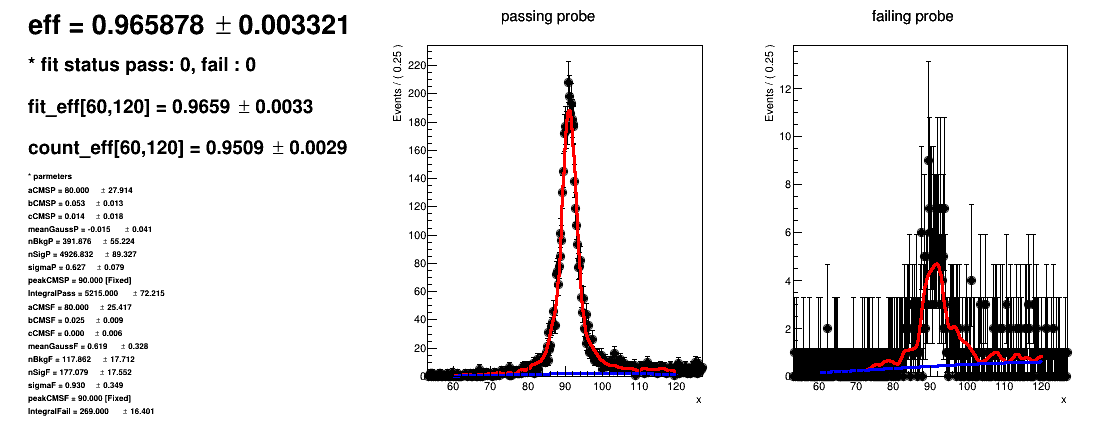 eff = 0.965878 ± 0.003321
* fit status pass: 0, fail : 0
fit_eff[60,120] = 0.9659 ± 0.0033
count_eff[60,120] = 0.9509 ± 0.0029
* parmeters
aCMSP = 80.000 ± 27.914
bCMSP = 0.053 ± 0.013
cCMSP = 0.014 ± 0.018
meanGaussP = -0.015 ± 0.041
nBkgP = 391.876 ± 55.224
nSigP = 4926.832 ± 89.327
sigmaP = 0.627 ± 0.079
peakCMSP = 90.000 [Fixed]
IntegralPass = 5215.000 ± 72.215
aCMSF = 80.000 ± 25.417
bCMSF = 0.025 ± 0.009
cCMSF = 0.000 ± 0.006
meanGaussF = 0.619 ± 0.328
nBkgF = 117.862 ± 17.712
nSigF = 177.079 ± 17.552
sigmaF = 0.930 ± 0.349
peakCMSF = 90.000 [Fixed]
IntegralFail = 269.000 ± 16.401
passing probe
Events / ( 0.25 )
220
200
180
160
140
120
100
80
60
40
20
0
60 70 80 90 100 110 120
x
failing probe
Events / ( 0.25 )
12
10
8
6
4
2
0
60 70 80 90 100 110 120
x